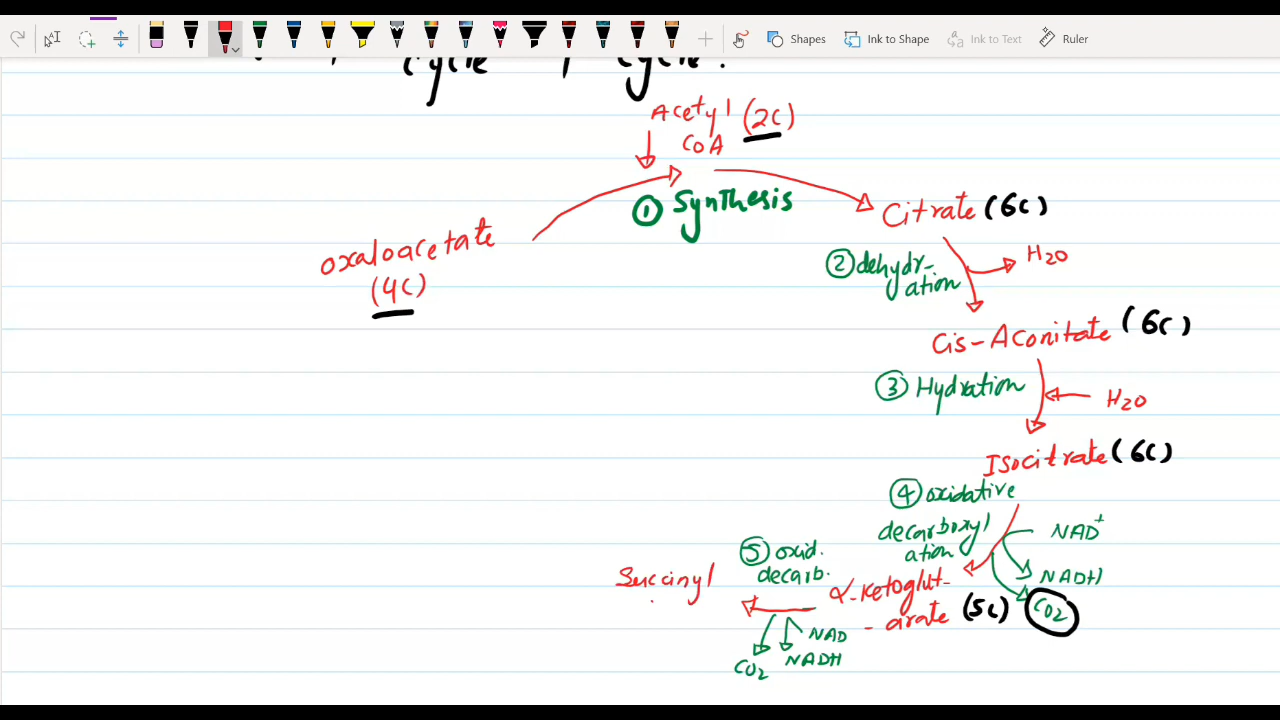 Shapes
Ink to Shape
Ink to Text
Ruler
cycle
cycle.
Acetyl (2C)
CoA
① Synthesis
Citrate (6C)
oxaloacetate
(4C)
② dehydr-
ation
H2O
Cis-Aconitate (6C)
③ Hydration
H2O
Isocitrate (6C)
④ oxidative
decarboxyl
ation
NAD+
NADH
CO2
⑤ oxid.
decarb.
α-Ketoglut-
-arate (5C)
Succinyl
NAD
NADH
CO2